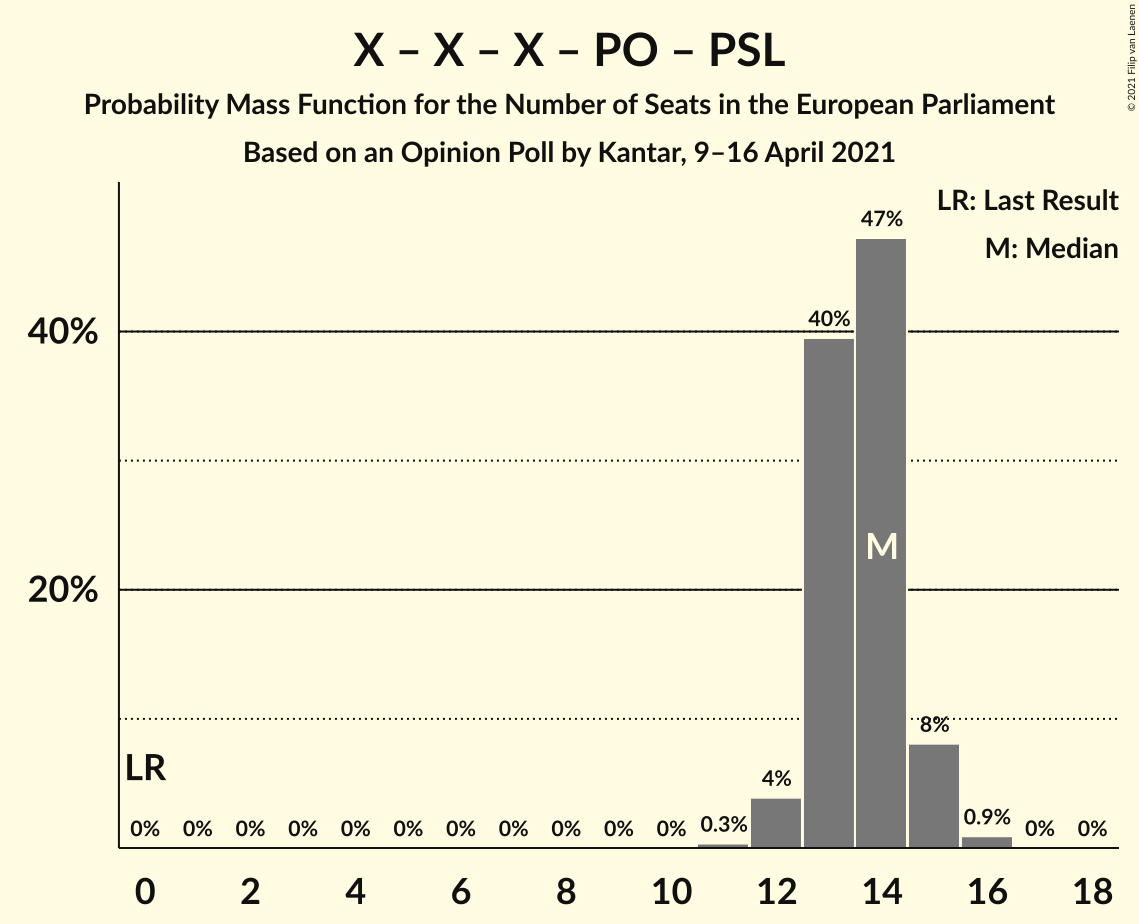 X – X – X – PO – PSL
Probability Mass Function for the Number of Seats in the European Parliament
Based on an Opinion Poll by Kantar, 9–16 April 2021
© 2021 Filip van Laenen
LR: Last Result
M: Median
47%
40%
40%
M
20%
8%
LR
4%
0% 0% 0% 0% 0% 0% 0% 0% 0% 0% 0% 0.3% 0.9% 0% 0%
0 2 4 6 8 10 12 14 16 18